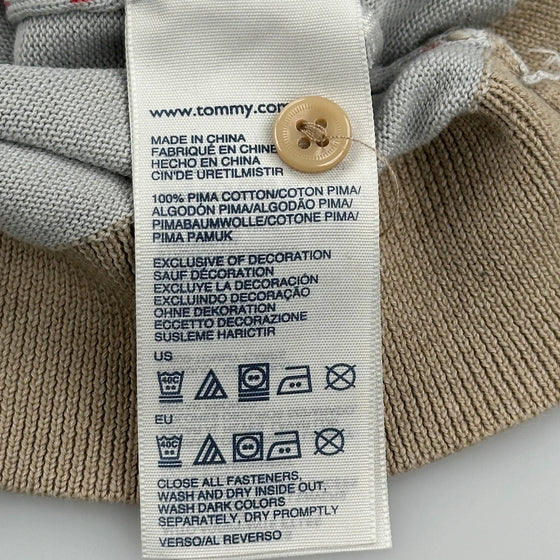 www.tommy.com
MADE IN CHINA
FABRIQUÉ EN CHINE
HECHO EN CHINA
CIN'DE URETILMISTIR
100% PIMA COTTON/COTON PIMA/
ALGODÓN PIMA/ALGODÃO PIMA/
PIMABAUMWOLLE/COTONE PIMA/
PIMA PAMUK
EXCLUSIVE OF DECORATION
SAUF DÉCORATION
EXCLUYE LA DECORACIÓN
EXCLUINDO DECORAÇÃO
OHNE DEKORATION
ECCETTO DECORAZIONE
SUSLEME HARICTIR
US
40C
EU
40C
CLOSE ALL FASTENERS
WASH AND DRY INSIDE OUT,
WASH DARK COLORS
SEPARATELY, DRY PROMPTLY
VERSO/AL REVERSO